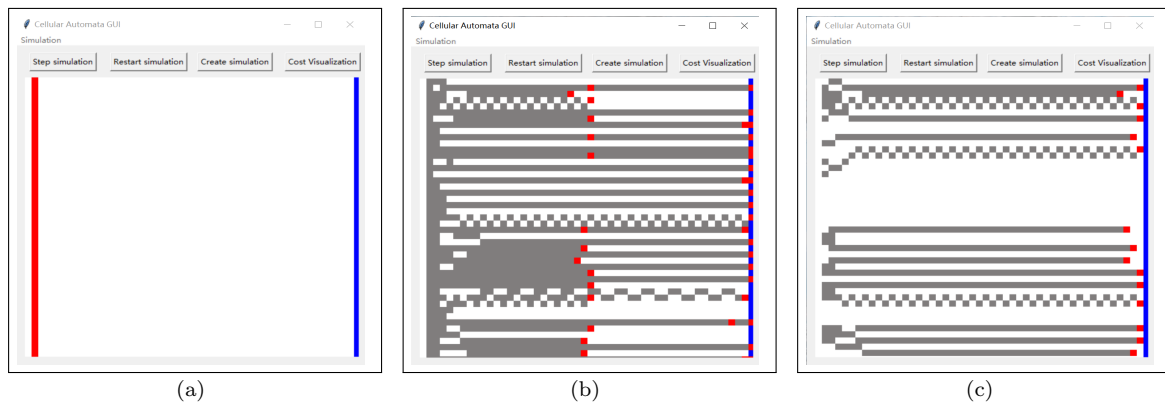 Cellular Automata GUI
Simulation
Step simulation Restart simulation Create simulation Cost Visualization
(a)
Cellular Automata GUI
Simulation
Step simulation Restart simulation Create simulation Cost Visualization
(b)
Cellular Automata GUI
Simulation
Step simulation Restart simulation Create simulation Cost Visualization
(c)